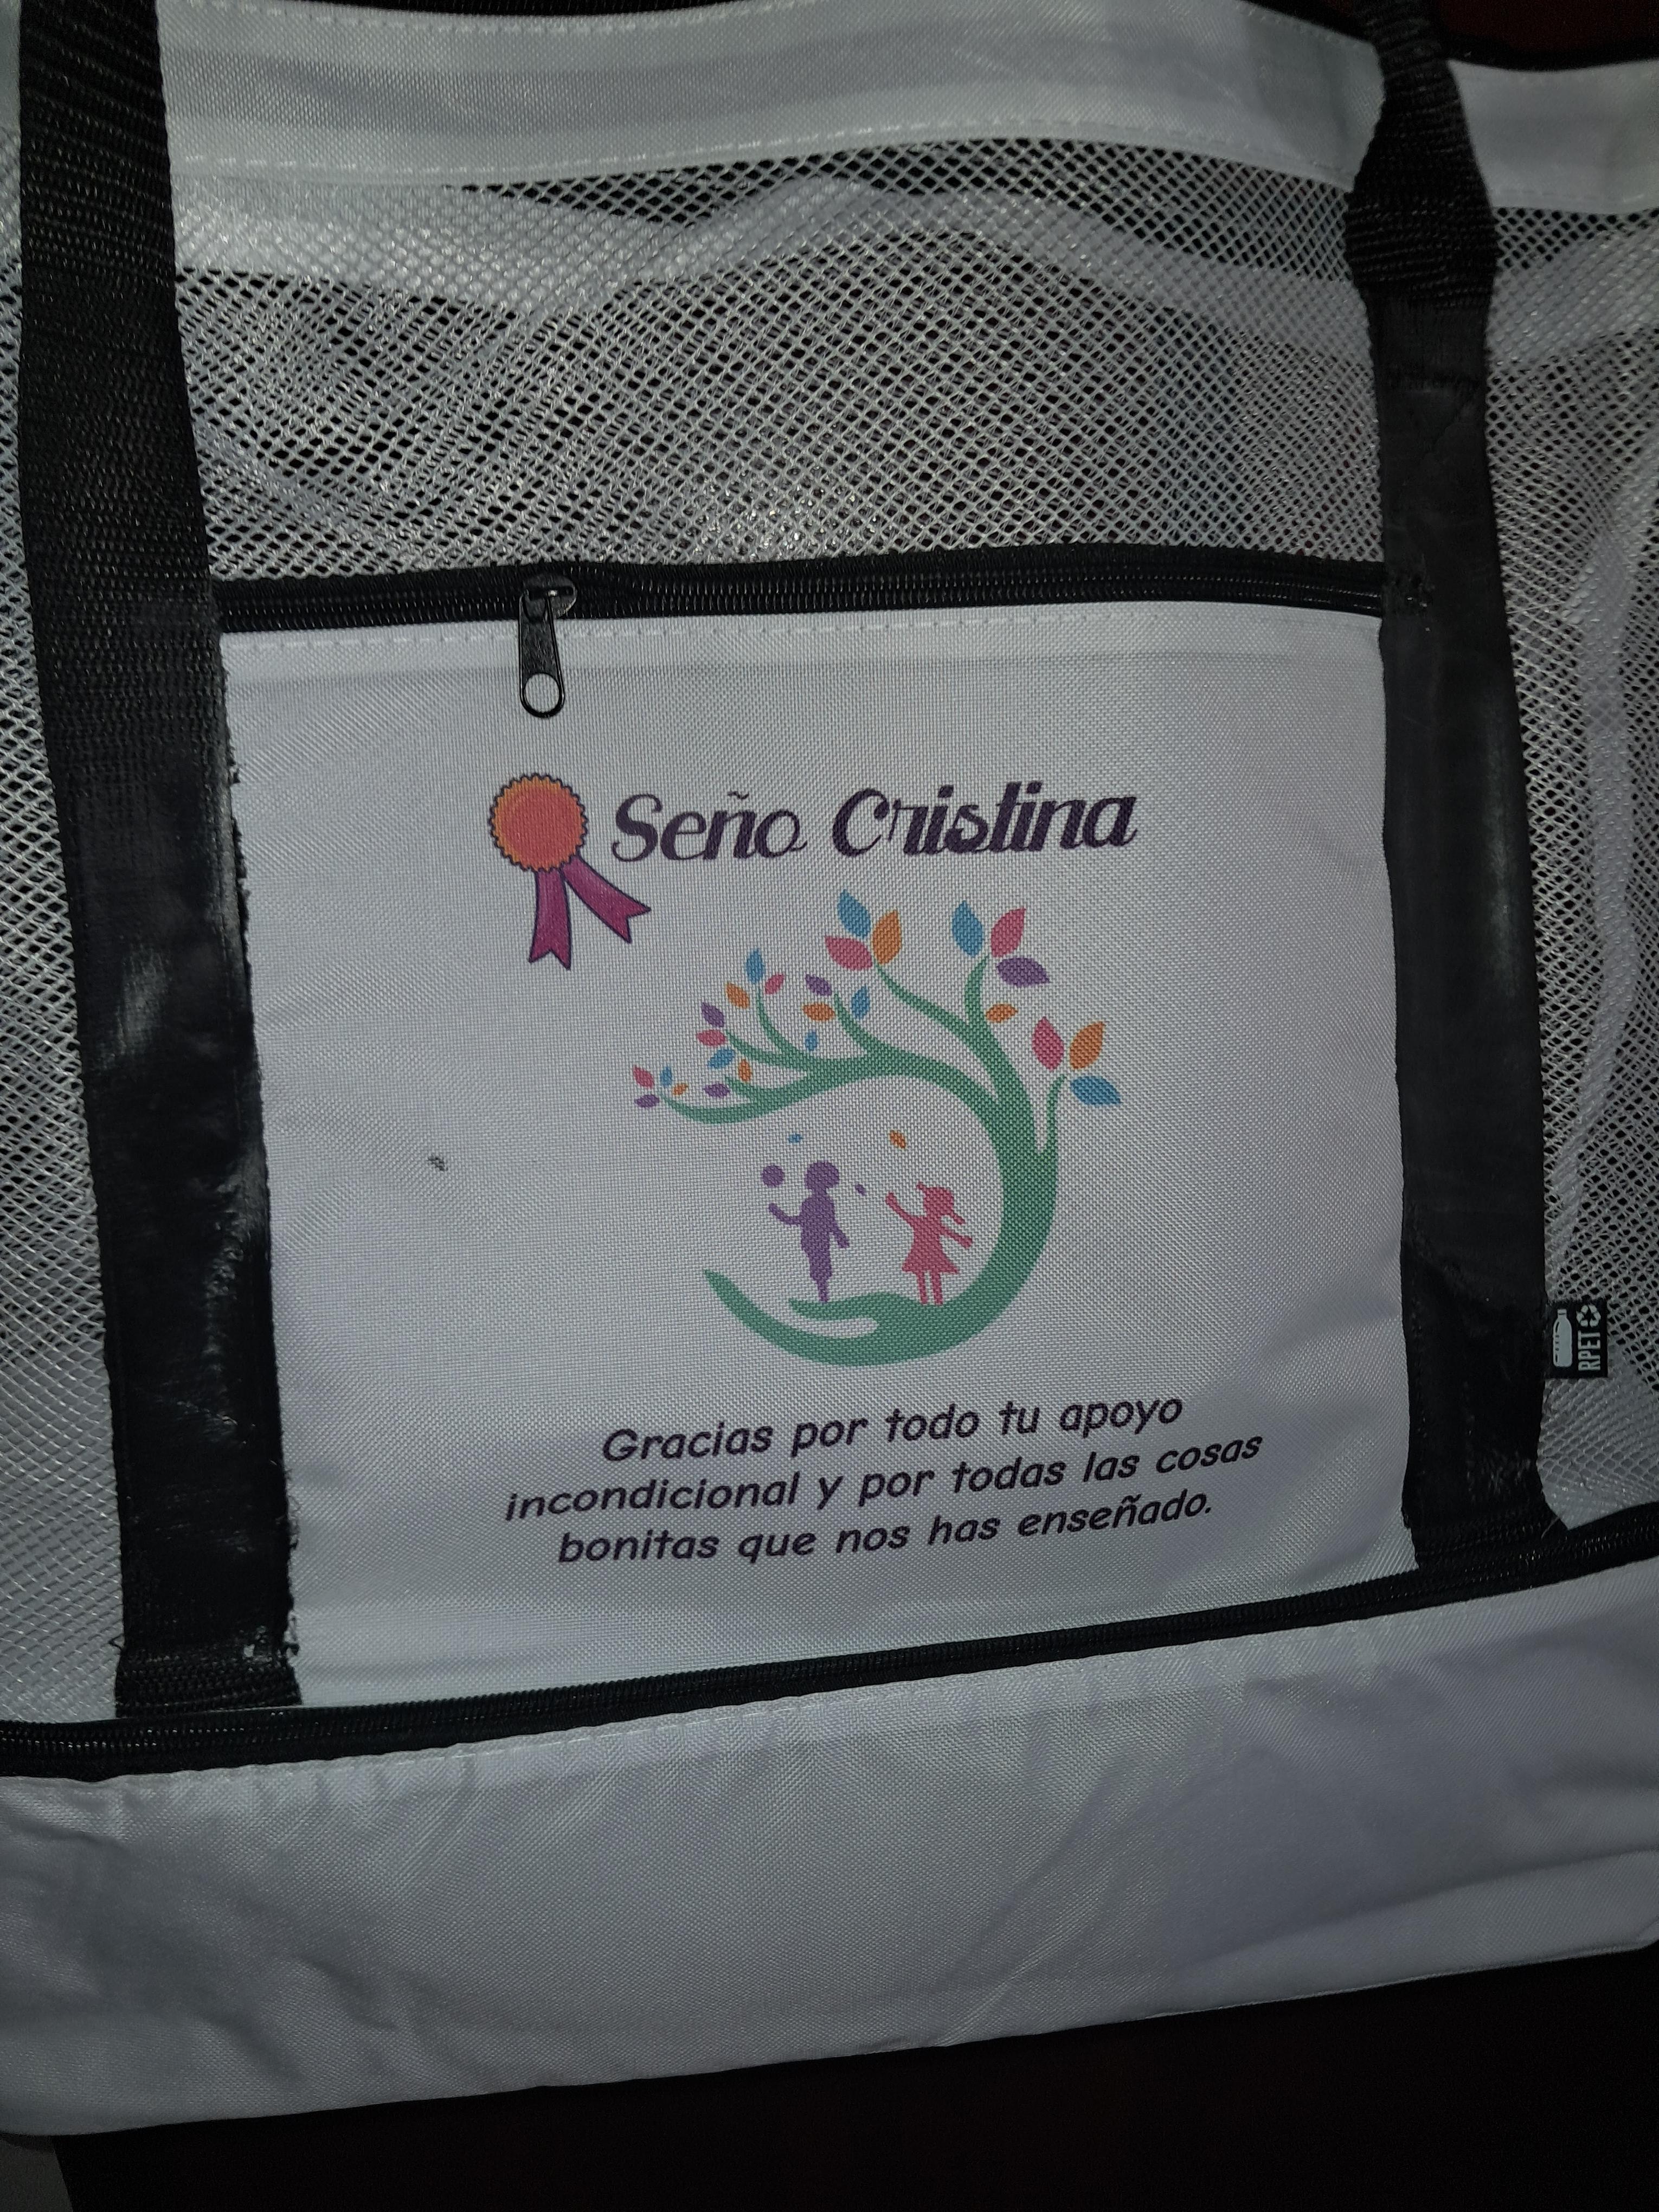 Seño Cristina
Gracias por todo tu apoyo
incondicional y por todas las cosas
bonitas que nos has enseñado.
RPET